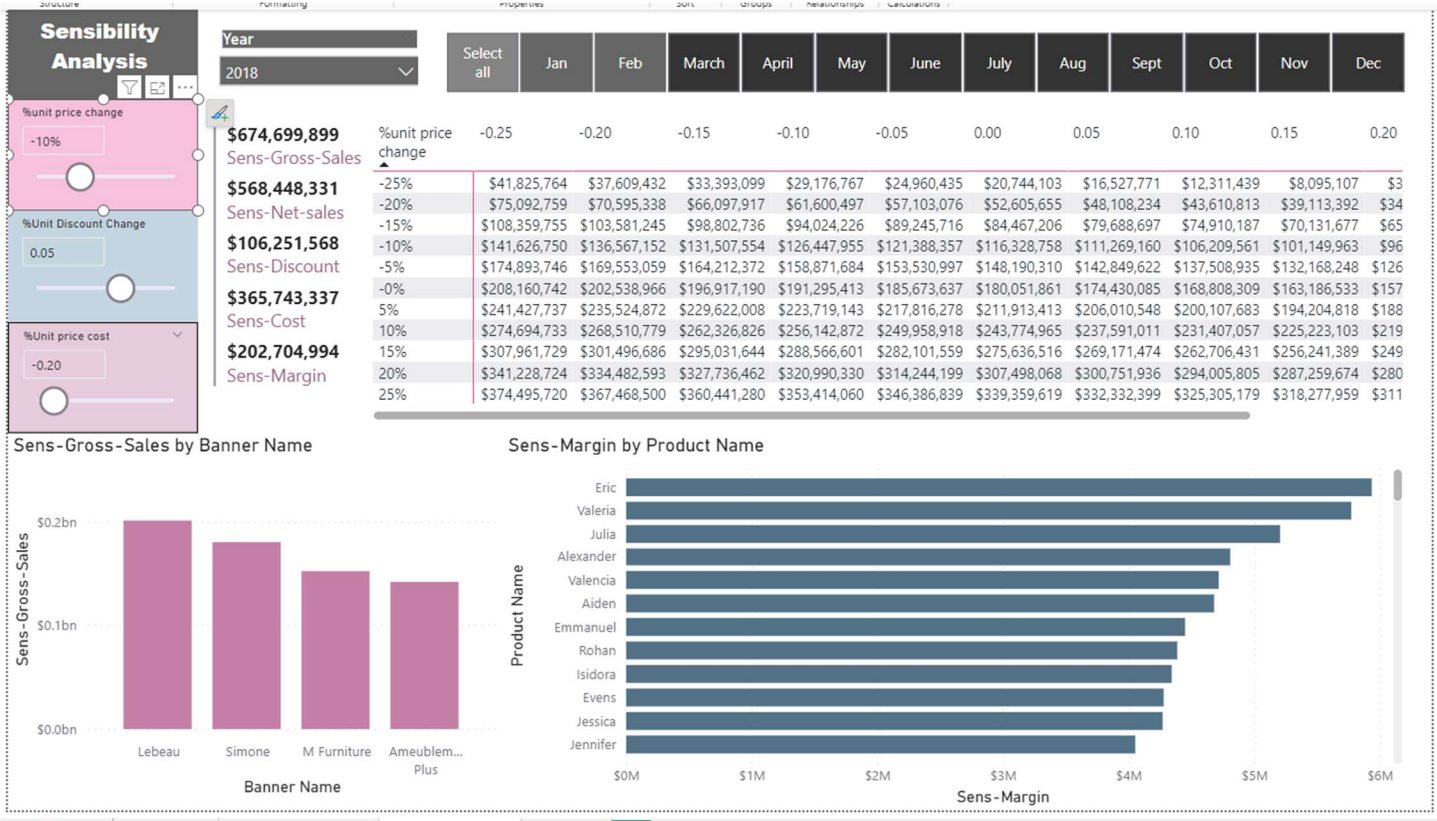 Structure Formatting Properties Sort Groups Relationships Calculations
Sensibility
Analysis
Year
2018
Select
all
Jan Feb March April May June July Aug Sept Oct Nov Dec
%unit price change
-10%
%Unit Discount Change
0.05
%Unit price cost
-0.20
$674,699,899
Sens-Gross-Sales
$568,448,331
Sens-Net-sales
$106,251,568
Sens-Discount
$365,743,337
Sens-Cost
$202,704,994
Sens-Margin
%unit price
change
-0.25 -0.20 -0.15 -0.10 -0.05 0.00 0.05 0.10 0.15 0.20
-25% $41,825,764 $37,609,432 $33,393,099 $29,176,767 $24,960,435 $20,744,103 $16,527,771 $12,311,439 $8,095,107 $3
-20% $75,092,759 $70,595,338 $66,097,917 $61,600,497 $57,103,076 $52,605,655 $48,108,234 $43,610,813 $39,113,392 $34
-15% $108,359,755 $103,581,245 $98,802,736 $94,024,226 $89,245,716 $84,467,206 $79,688,697 $74,910,187 $70,131,677 $65
-10% $141,626,750 $136,567,152 $131,507,554 $126,447,955 $121,388,357 $116,328,758 $111,269,160 $106,209,561 $101,149,963 $96
-5% $174,893,746 $169,553,059 $164,212,372 $158,871,684 $153,530,997 $148,190,310 $142,849,622 $137,508,935 $132,168,248 $126
-0% $208,160,742 $202,538,966 $196,917,190 $191,295,413 $185,673,637 $180,051,861 $174,430,085 $168,808,309 $163,186,533 $157
5% $241,427,737 $235,524,872 $229,622,008 $223,719,143 $217,816,278 $211,913,413 $206,010,548 $200,107,683 $194,204,818 $188
10% $274,694,733 $268,510,779 $262,326,826 $256,142,872 $249,958,918 $243,774,965 $237,591,011 $231,407,057 $225,223,103 $219
15% $307,961,729 $301,496,686 $295,031,644 $288,566,601 $282,101,559 $275,636,516 $269,171,474 $262,706,431 $256,241,389 $249
20% $341,228,724 $334,482,593 $327,736,462 $320,990,330 $314,244,199 $307,498,068 $300,751,936 $294,005,805 $287,259,674 $280
25% $374,495,720 $367,468,500 $360,441,280 $353,414,060 $346,386,839 $339,359,619 $332,332,399 $325,305,179 $318,277,959 $311
Sens-Gross-Sales by Banner Name
Sens-Gross-Sales
$0.2bn
$0.1bn
$0.0bn
Lebeau Simone M Furniture Ameublem...
Plus
Banner Name
Sens-Margin by Product Name
Product Name
Eric
Valeria
Julia
Alexander
Valencia
Aiden
Emmanuel
Rohan
Isidora
Evens
Jessica
Jennifer
$0M $1M $2M $3M $4M $5M $6M
Sens-Margin